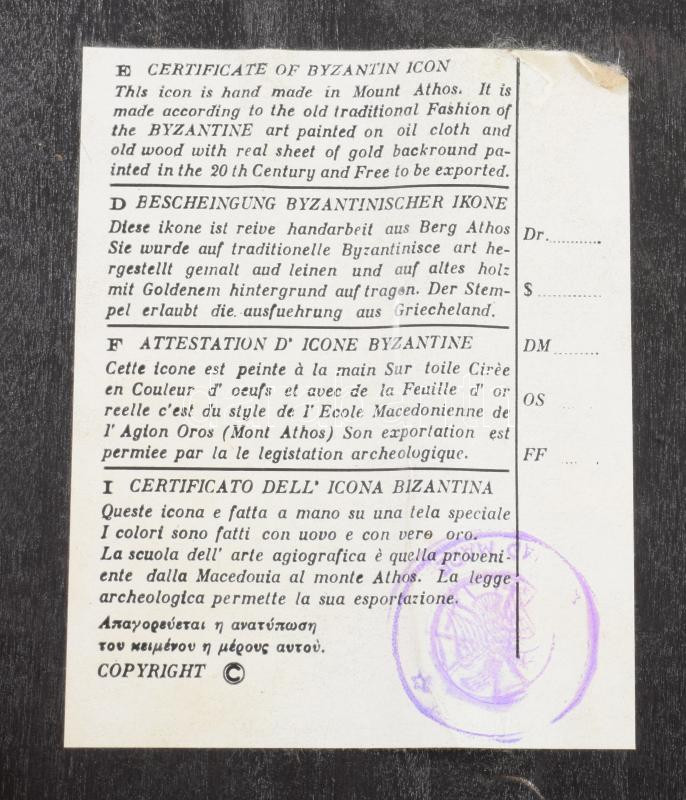 E CERTIFICATE OF BYZANTIN ICON
This icon is hand made in Mount Athos. It is
made according to the old traditional Fashion of
the BYZANTINE art painted on oil cloth and
old wood with real sheet of gold backround pa-
inted in the 20 th Century and Free to be exported.
D BESCHEINGUNG BYZANTINISCHER IKONE
Diese ikone ist reive handarbeit aus Berg Athos
Sie wurde auf traditionelle Byzantinisce art he-
rgestellt gemalt aud leinen und auf altes holz
mit Goldenem hintergrund auf tragen. Der Stem-
pel erlaubt die. ausfuehrung aus Griecheland.
F ATTESTATION D' ICONE BYZANTINE
Cette icone est peinte à la main Sur toile Cirèe
en Couleur d' oeufs et avec de la Feuille d' or
reelle c'est du style de l' Ecole Macedonienne de
l' Agion Oros (Mont Athos) Son exportation est
permiee par la le legistation archeologique.
I CERTIFICATO DELL' ICONA BIZANTINA
Queste icona e fatta a mano su una tela speciale
I colori sono fatti con uovo e con vero oro.
La scuola dell' arte agiografica è quella proveni-
ente dalla Macedouia al monte Athos. La legge
archeologica permette la sua esportazione.
Απαγορεύεται η ανατύπωση
του κειμένου η μέρους αυτού.
COPYRIGHT ©
Dr.............
$ ...............
DM .........
OS ...
FF ....